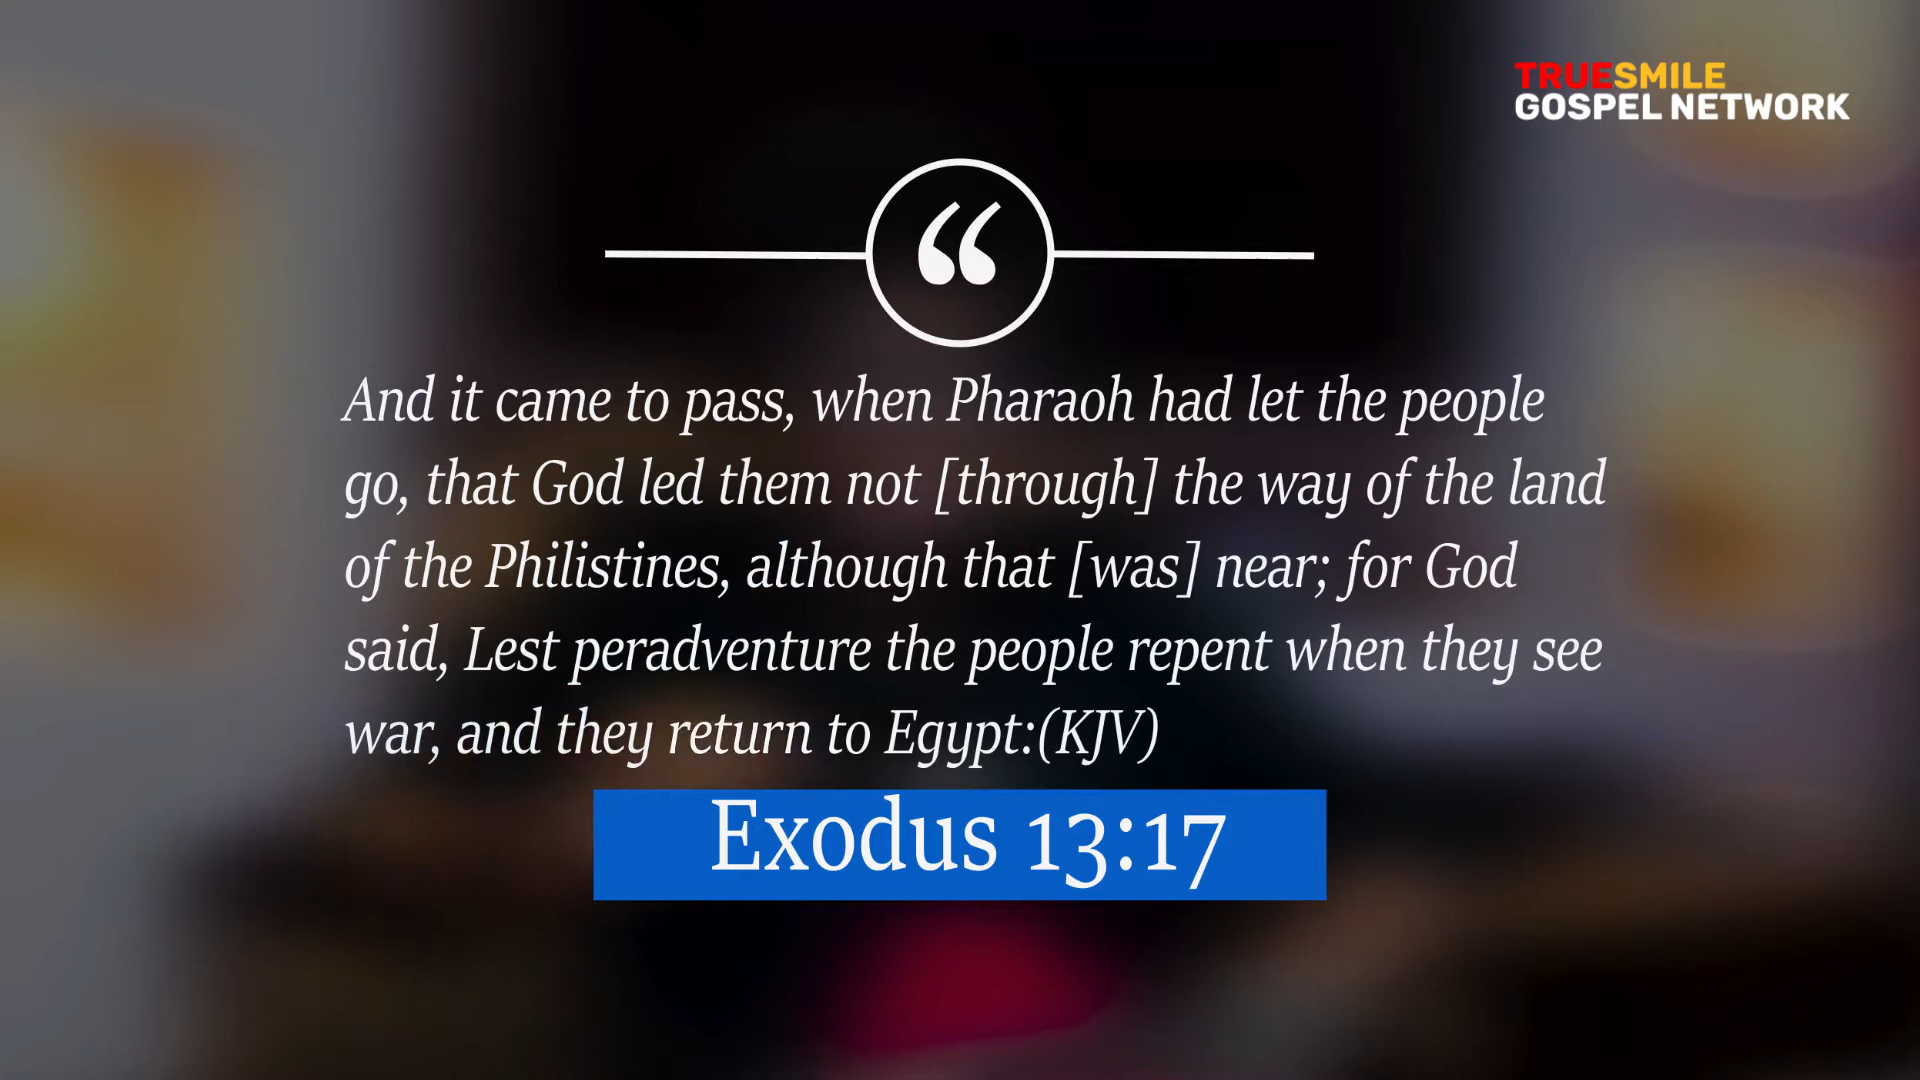 TRUESMILE
GOSPEL NETWORK
“
And it came to pass, when Pharaoh had let the people
go, that God led them not [through] the way of the land
of the Philistines, although that [was] near; for God
said, Lest peradventure the people repent when they see
war, and they return to Egypt:(KJV)
Exodus 13:17